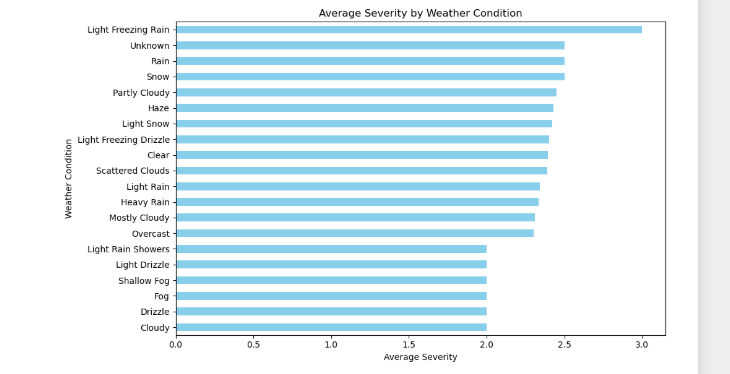 Average Severity by Weather Condition
Light Freezing Rain
Unknown
Rain
Snow
Partly Cloudy
Haze
Light Snow
Light Freezing Drizzle
Clear
Scattered Clouds
Light Rain
Heavy Rain
Mostly Cloudy
Overcast
Light Rain Showers
Light Drizzle
Shallow Fog
Fog
Drizzle
Cloudy
Weather Condition
0.0 0.5 1.0 1.5 2.0 2.5 3.0
Average Severity